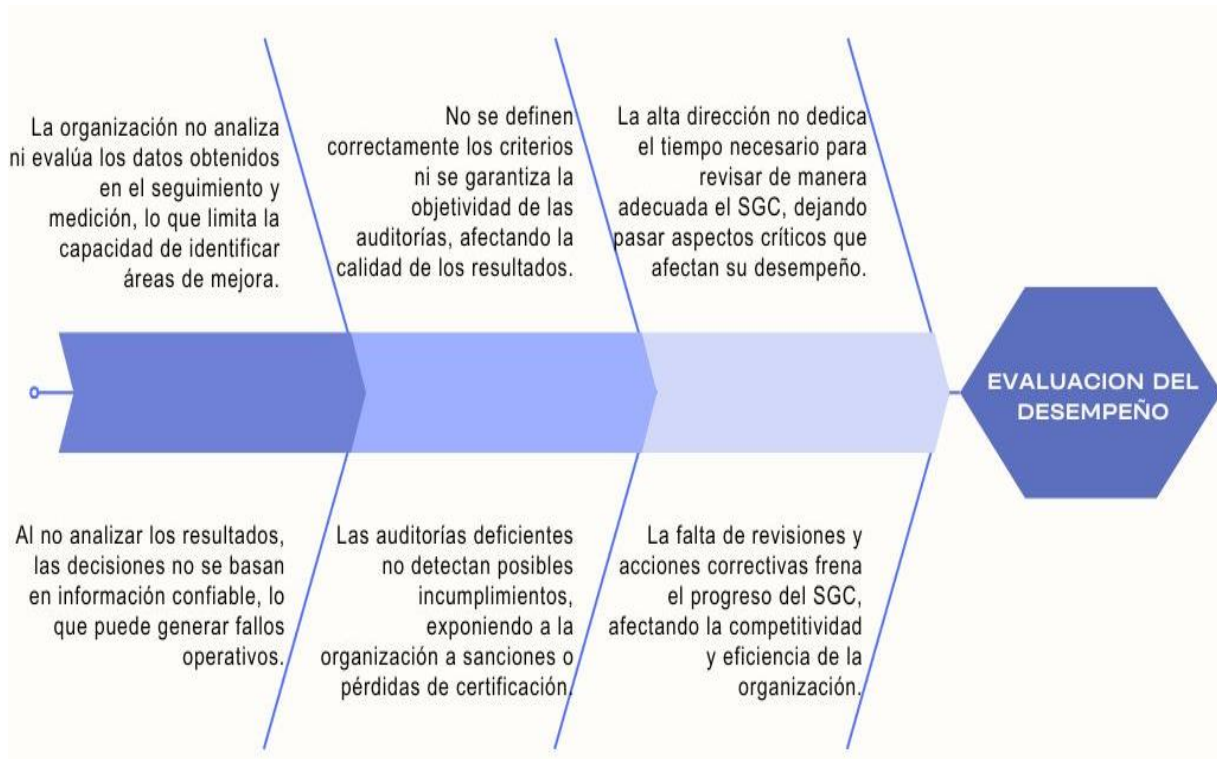 La organización no analiza
ni evalúa los datos obtenidos
en el seguimiento y
medición, lo que limita la
capacidad de identificar
áreas de mejora.
No se definen
correctamente los criterios
ni se garantiza la
objetividad de las
auditorías, afectando la
calidad de los resultados.
La alta dirección no dedica
el tiempo necesario para
revisar de manera
adecuada el SGC, dejando
pasar aspectos críticos que
afectan su desempeño.
EVALUACION DEL
DESEMPEÑO
Al no analizar los resultados,
las decisiones no se basan
en información confiable, lo
que puede generar fallos
operativos.
Las auditorías deficientes
no detectan posibles
incumplimientos,
exponiendo a la
organización a sanciones o
pérdidas de certificación.
La falta de revisiones y
acciones correctivas frena
el progreso del SGC,
afectando la competitividad
y eficiencia de la
organización.